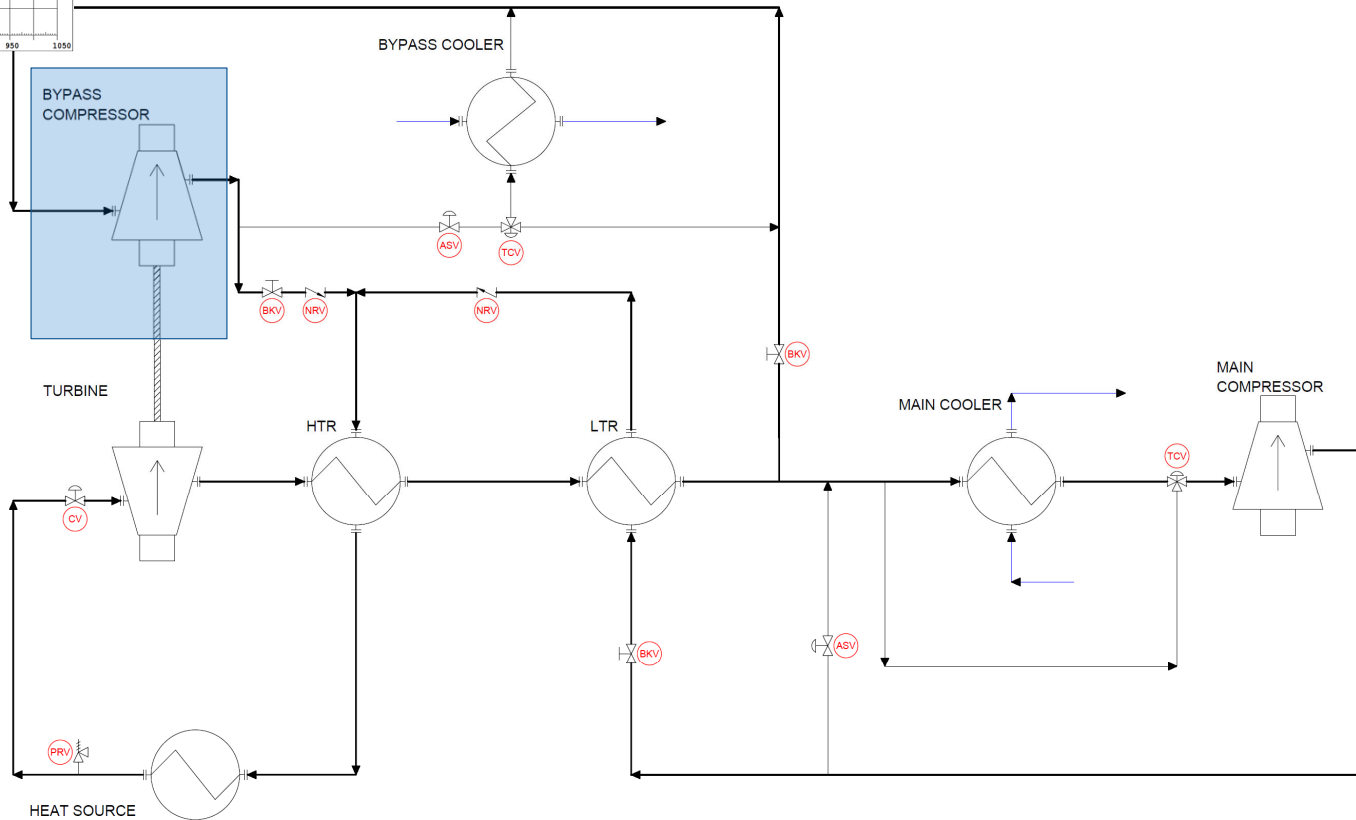 950 1050
BYPASS COOLER
BYPASS
COMPRESSOR
ASV
TCV
BKV
NRV
NRV
BKV
MAIN
COMPRESSOR
TURBINE
MAIN COOLER
HTR
LTR
TCV
CV
BKV
ASV
PRV
HEAT SOURCE